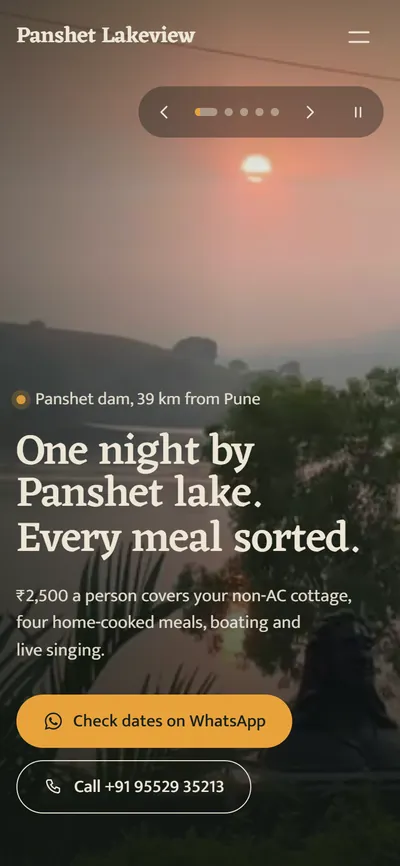 Panshet Lakeview
Panshet dam, 39 km from Pune
One night by
Panshet lake.
Every meal sorted.
₹2,500 a person covers your non-AC cottage,
four home-cooked meals, boating and
live singing.
Check dates on WhatsApp
Call +91 95529 35213